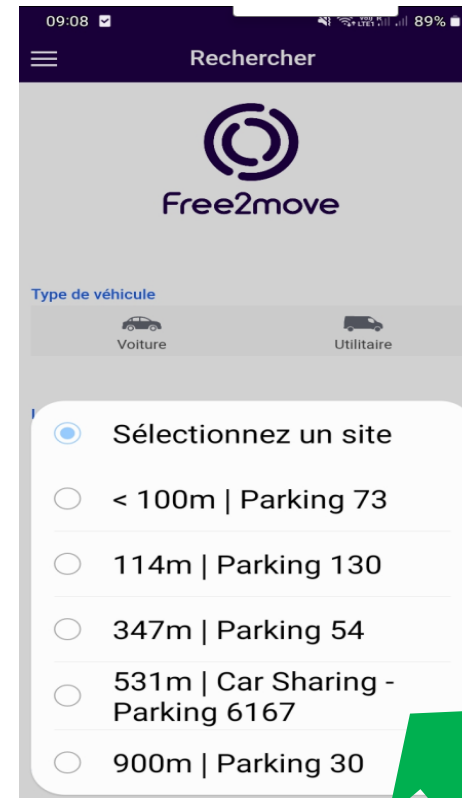 09:08 89%
Rechercher
Free2move
Type de véhicule
Voiture Utilitaire
Sélectionnez un site
< 100m | Parking 73
114m | Parking 130
347m | Parking 54
531m | Car Sharing -
Parking 6167
900m | Parking 30